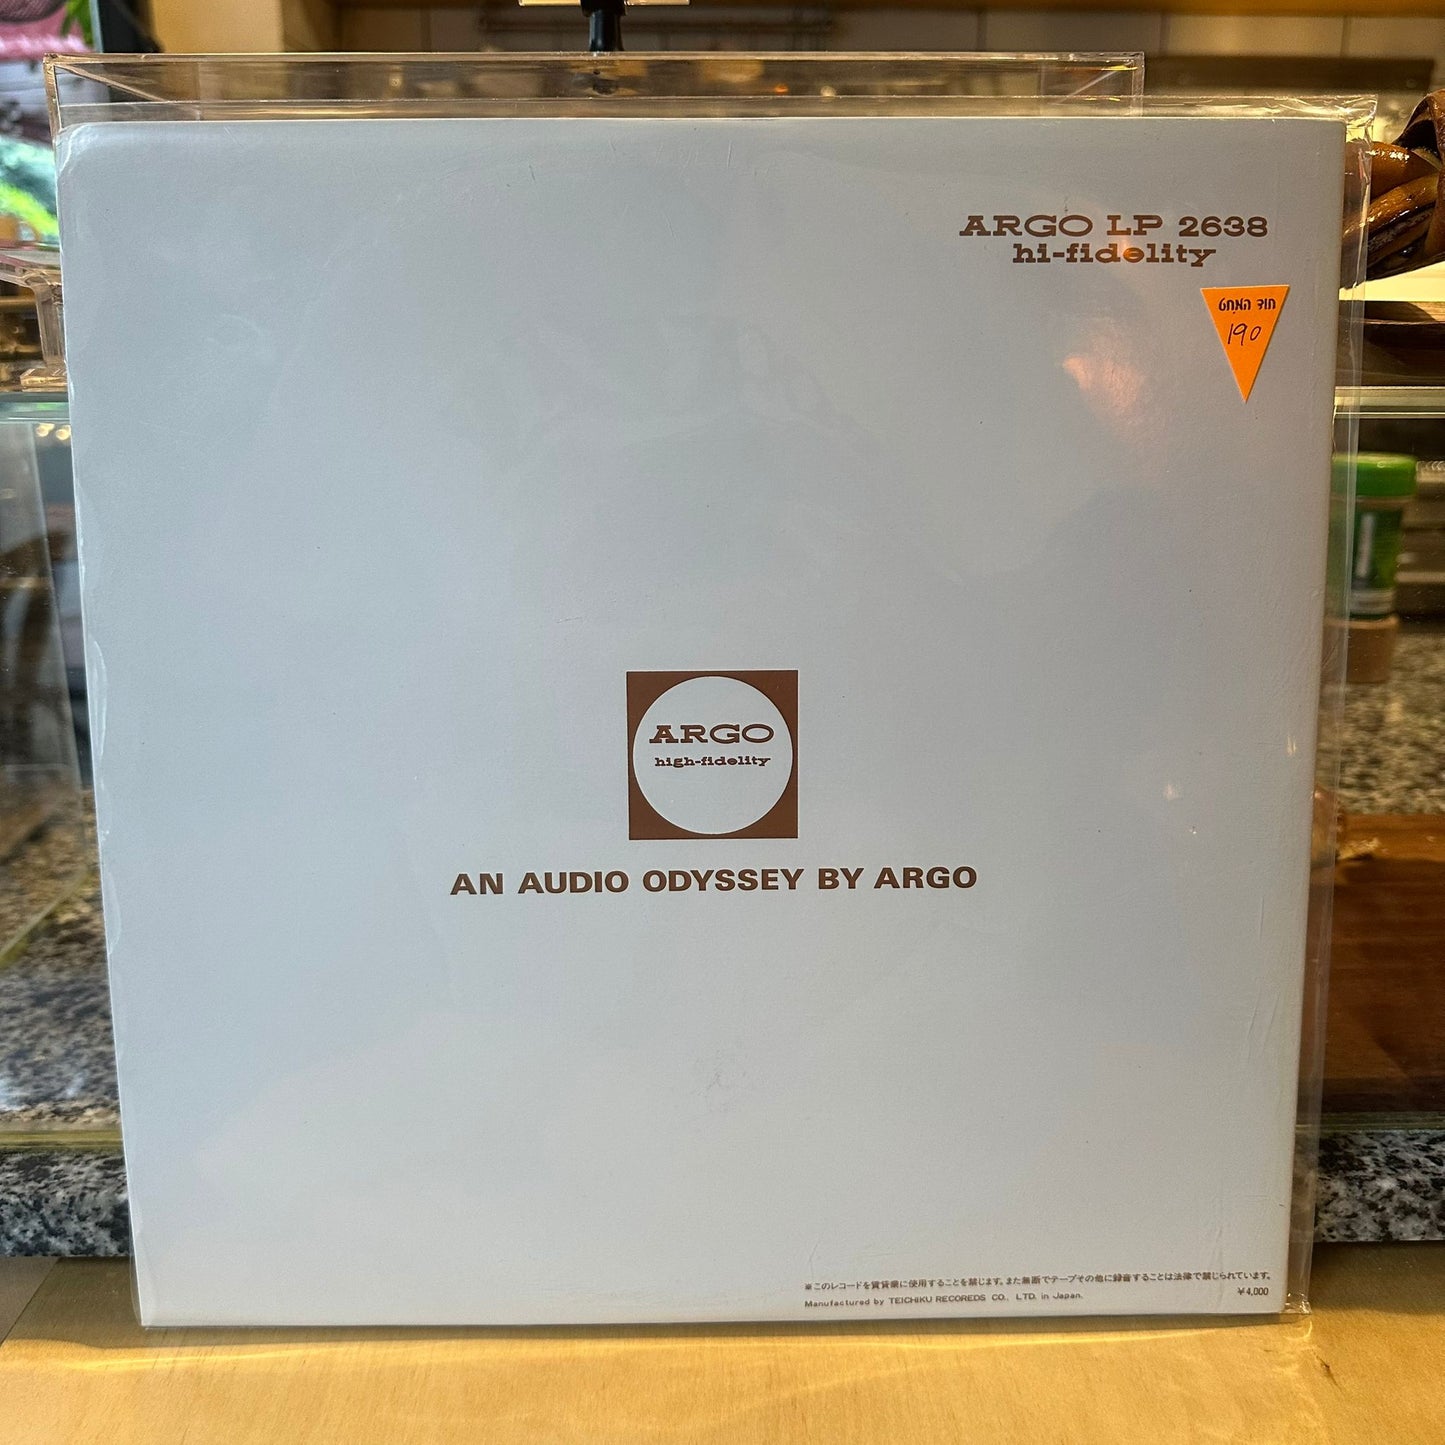 ARGO LP 2638
hi-fidelity
חוד המחט
190
ARGO
high-fidelity
AN AUDIO ODYSSEY BY ARGO
※このレコードを賃貸業に使用することを禁じます。また無断でテープその他に録音することは法律で禁じられています。
Manufactured by TEICHIKU RECOREDS CO., LTD. in Japan.
¥4,000